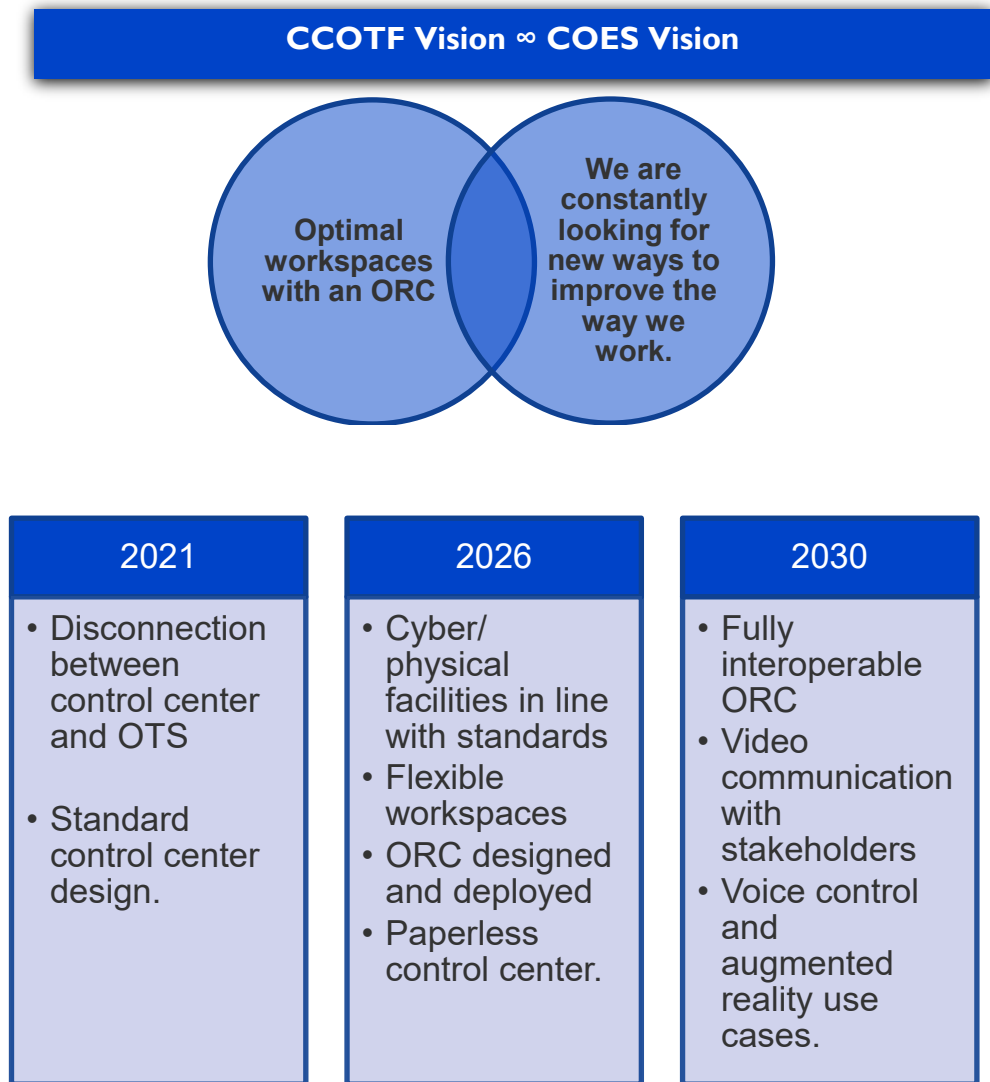 CCOTF Vision ∞ COES Vision
Optimal
workspaces
with an ORC
We are
constantly
looking for
new ways to
improve the
way we
work.
2021
• Disconnection
between
control center
and OTS
• Standard
control center
design.
2026
• Cyber/
physical
facilities in line
with standards
• Flexible
workspaces
• ORC designed
and deployed
• Paperless
control center.
2030
• Fully
interoperable
ORC
• Video
communication
with
stakeholders
• Voice control
and
augmented
reality use
cases.